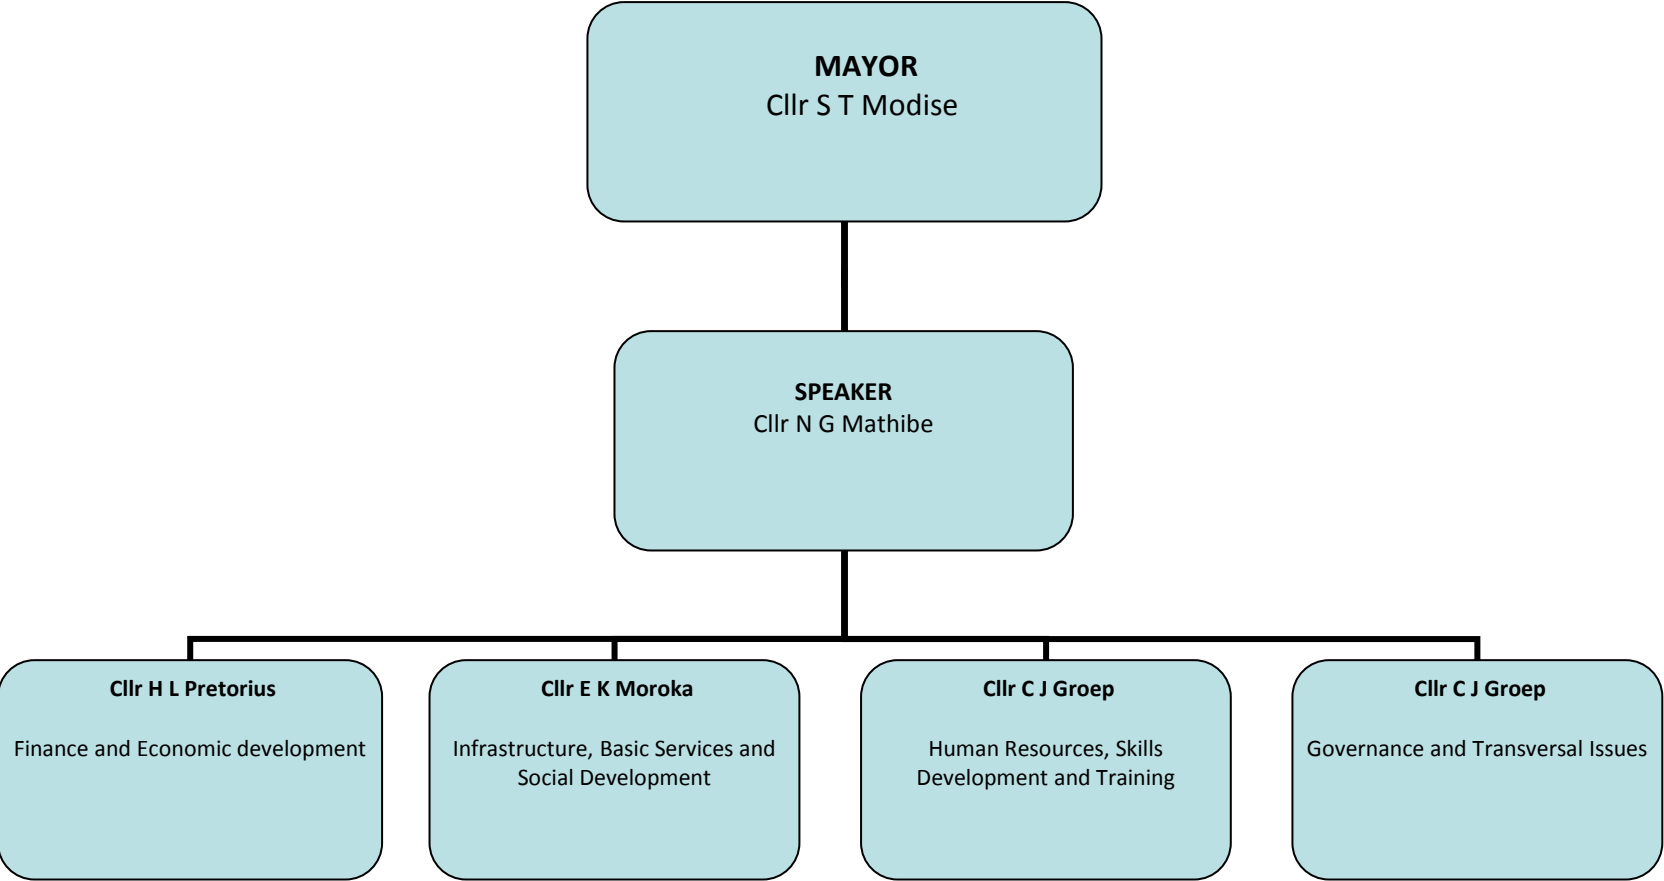 MAYOR
Cllr S T Modise
SPEAKER
Cllr N G Mathibe
Cllr H L Pretorius
Finance and Economic development
Cllr E K Moroka
Infrastructure, Basic Services and
Social Development
Cllr C J Groep
Human Resources, Skills
Development and Training
Cllr C J Groep
Governance and Transversal Issues